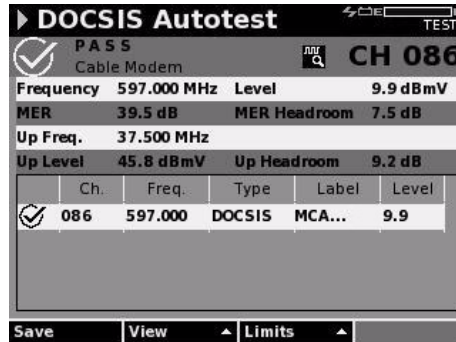 DOCSIS Autotest
TEST
PASS
Cable Modem
CH 086
Frequency 597.000 MHz Level 9.9 dBmV
MER 39.5 dB MER Headroom 7.5 dB
Up Freq. 37.500 MHz
Up Level 45.8 dBmV Up Headroom 9.2 dB
Ch. Freq. Type Label Level
086 597.000 DOCSIS MCA... 9.9
Save View Limits